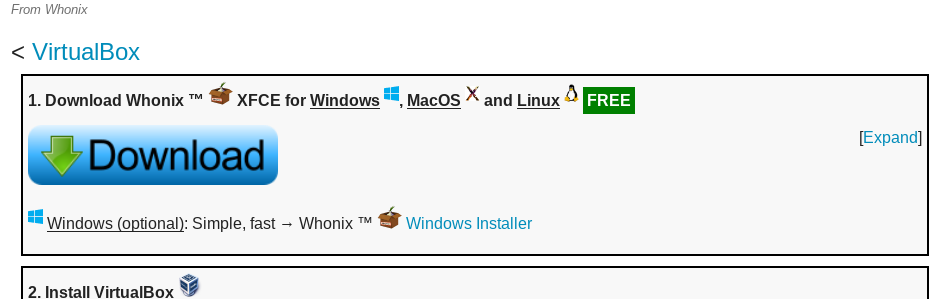 From Whonix
< VirtualBox
1. Download Whonix ™ XFCE for Windows , MacOS and Linux FREE
Download
[Expand]
Windows (optional): Simple, fast → Whonix ™ Windows Installer
2. Install VirtualBox